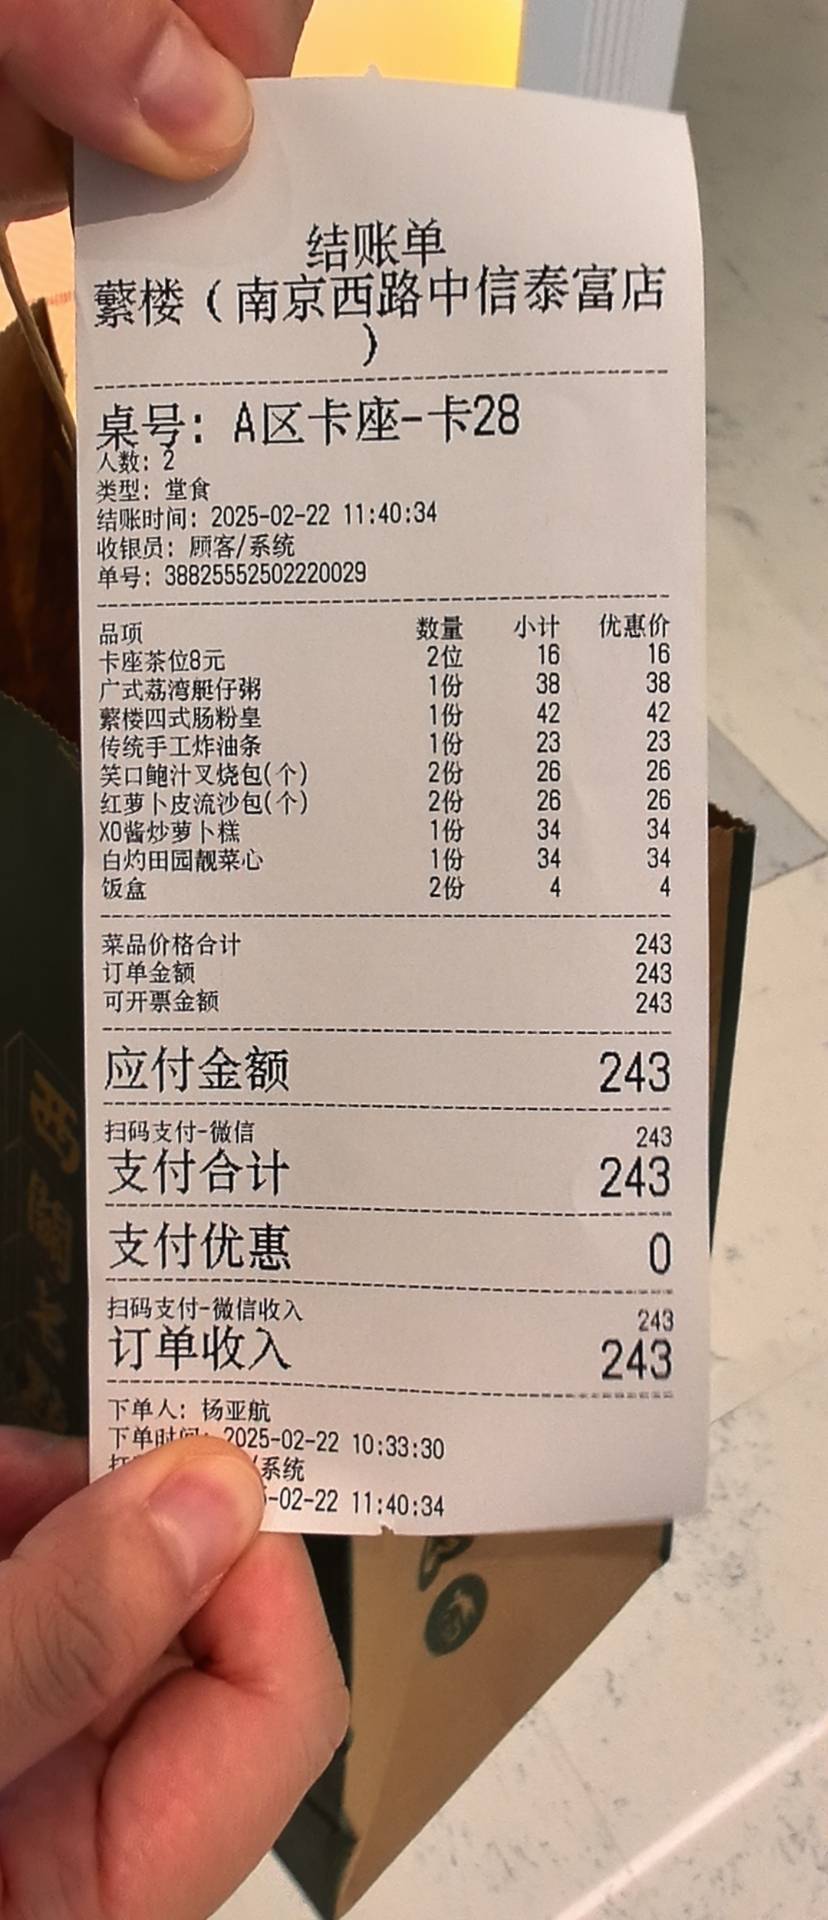 结账单
蘩楼（南京西路中信泰富店
）
桌号: A区卡座-卡28
人数: 2
类型: 堂食
结账时间: 2025-02-22 11:40:34
收银员: 顾客/系统
单号: 38825552502220029
品项 数量 小计 优惠价
卡座茶位8元 2位 16 16
广式荔湾艇仔粥 1份 38 38
蘩楼四式肠粉皇 1份 42 42
传统手工炸油条 1份 23 23
笑口鲍汁叉烧包(个) 2份 26 26
红萝卜皮流沙包(个) 2份 26 26
XO酱炒萝卜糕 1份 34 34
白灼田园靓菜心 1份 34 34
饭盒 2份 4 4
菜品价格合计 243
订单金额 243
可开票金额 243
应付金额 243
扫码支付-微信 243
支付合计 243
支付优惠 0
扫码支付-微信收入 243
订单收入 243
下单人: 杨亚航
下单时间: 2025-02-22 10:33:30
/系统
-02-22 11:40:34